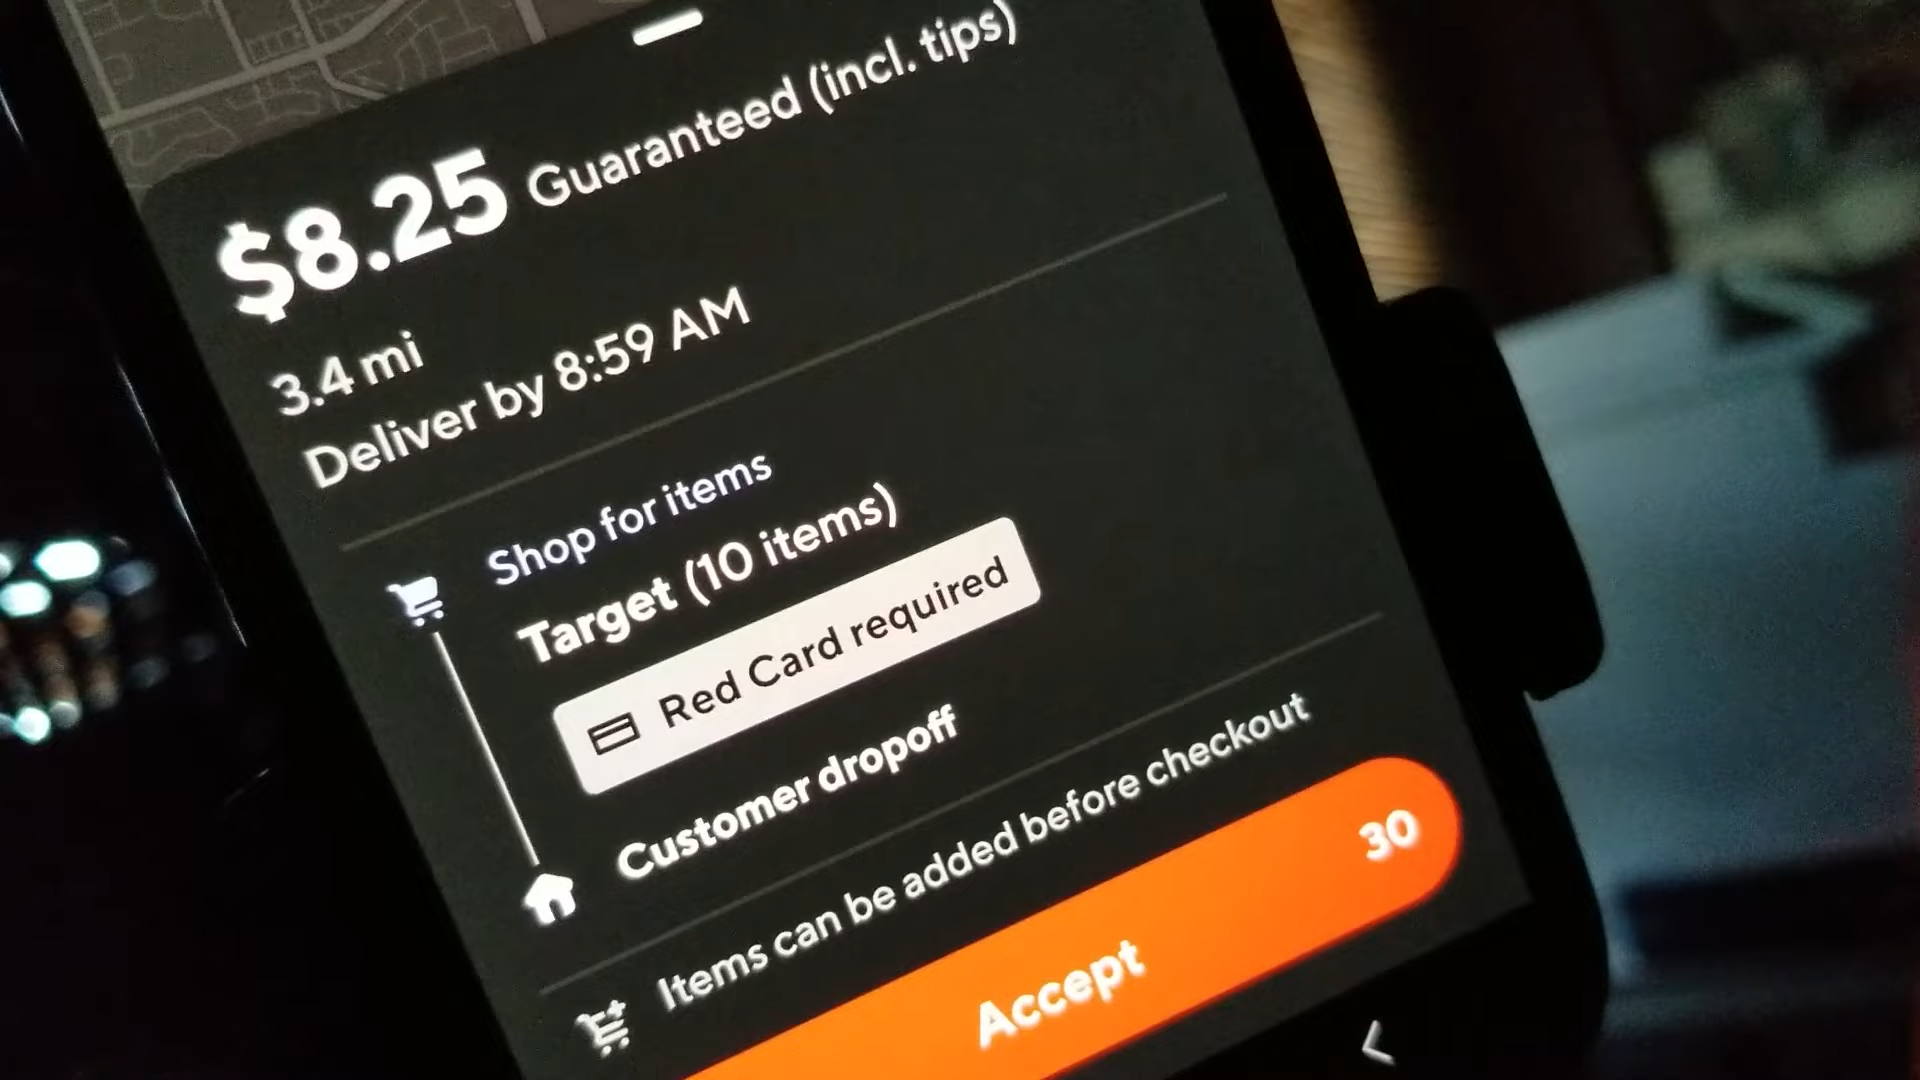 $8.25 Guaranteed (incl. tips)
3.4 mi
Deliver by 8:59 AM
Shop for items
Target (10 items)
Red Card required
Customer dropoff
Items can be added before checkout
Accept 30